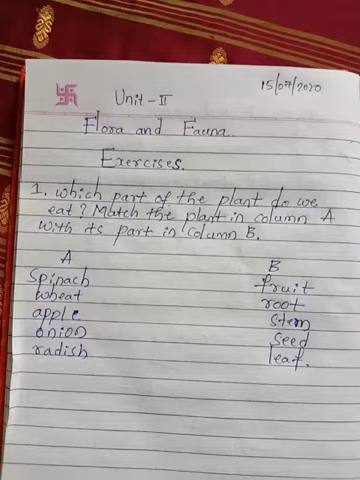 15/07/2020
Unit-II
Flora and Fauna.
Exercises.
1. which part of the plant do we
eat? Match the plant in column A
with its part in column B.
A B
Spinach fruit
wheat root
apple stem
onion seed
radish leaf.